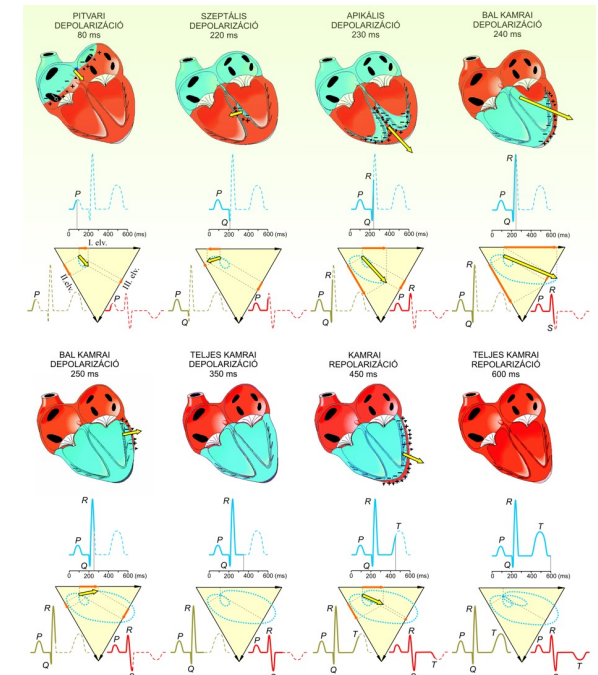 PITVARI
DEPOLARIZÁCIÓ
80 ms
SZEPTÁLIS
DEPOLARIZÁCIÓ
220 ms
APIKÁLIS
DEPOLARIZÁCIÓ
230 ms
BAL KAMRAI
DEPOLARIZÁCIÓ
240 ms
P
0 200 400 600 (ms)
P
Q
0 200 400 600 (ms)
R
P
Q
0 200 400 600 (ms)
R
P
Q
0 200 400 600 (ms)
I. elv.
II elv.
III. elv.
P
P
P
Q
P
R
P
Q
P
R
R
P
Q
P
R
S
BAL KAMRAI
DEPOLARIZÁCIÓ
250 ms
TELJES KAMRAI
DEPOLARIZÁCIÓ
350 ms
KAMRAI
REPOLARIZÁCIÓ
450 ms
TELJES KAMRAI
REPOLARIZÁCIÓ
600 ms
R
P
Q
0 200 400 600 (ms)
R
P
Q
0 200 400 600 (ms)
R
P
T
Q
0 200 400 600 (ms)
R
P
T
Q
0 200 400 600 (ms)
R
P
Q
P
R
S
R
P
Q
P
R
S
R
P
T
Q
P
R
S
T
R
P
T
Q
P
R
S
T